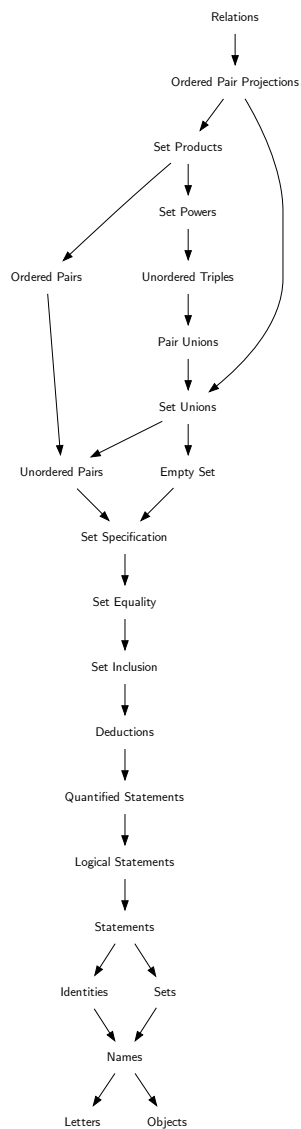 Relations
Ordered Pair Projections
Set Products
Set Powers
Ordered Pairs
Unordered Triples
Pair Unions
Set Unions
Unordered Pairs
Empty Set
Set Specification
Set Equality
Set Inclusion
Deductions
Quantified Statements
Logical Statements
Statements
Identities
Sets
Names
Letters
Objects